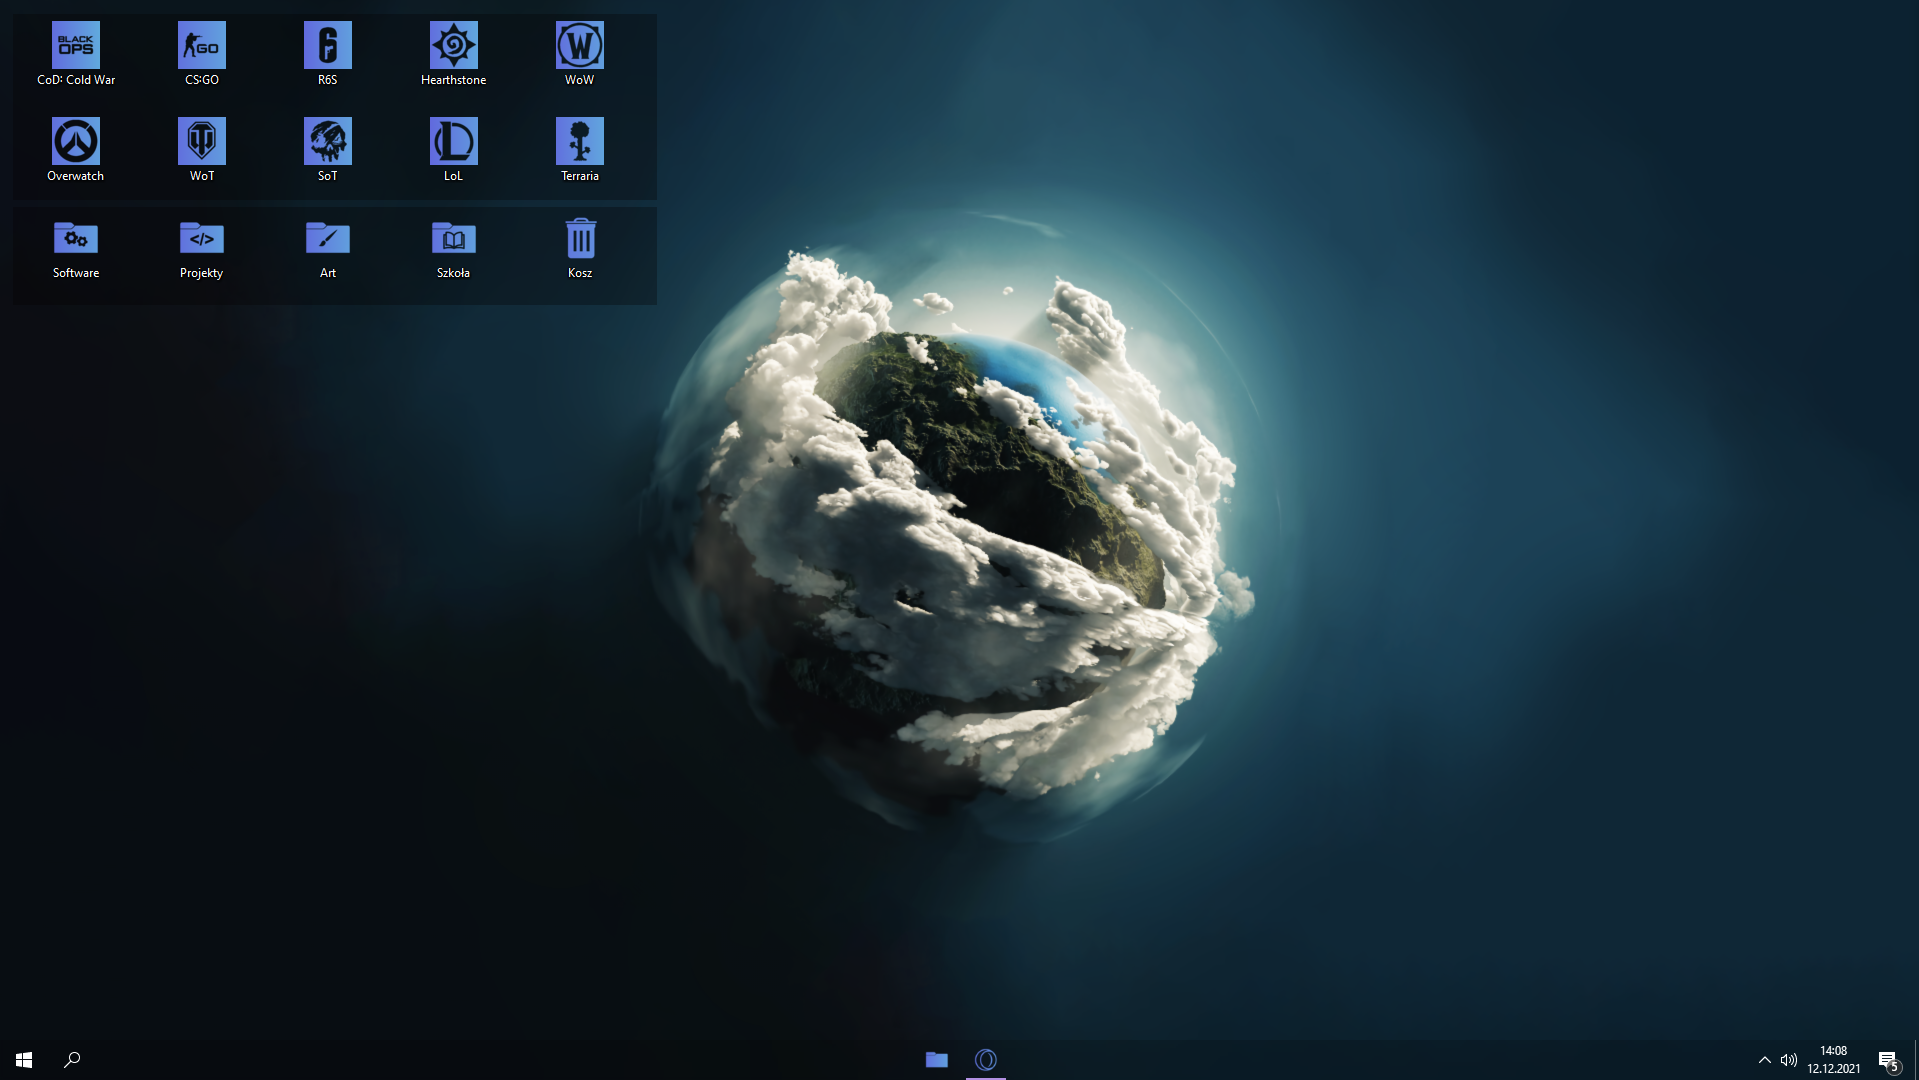 BLACK
OPS
GO
6
W
CoD: Cold War
CS:GO
R6S
Hearthstone
WoW
Overwatch
WoT
SoT
LoL
Terraria
</>
Software
Projekty
Art
Szkoła
Kosz
14:08
12.12.2021
5